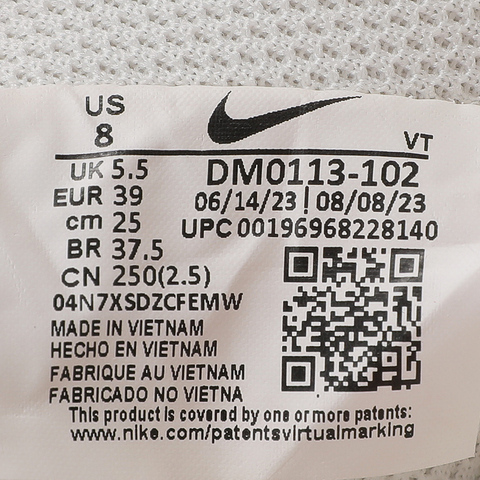 US
8
VT
UK 5.5
EUR 39
cm 25
BR 37.5
CN 250(2.5)
DM0113-102
06/14/23 | 08/08/23
UPC 00196968228140
04N7XSDZCFEMW
MADE IN VIETNAM
HECHO EN VIETNAM
FABRIQUE AU VIETNAM
FABRICADO NO VIETNA
This product is covered by one or more patents:
www.nike.com/patentsvirtualmarking